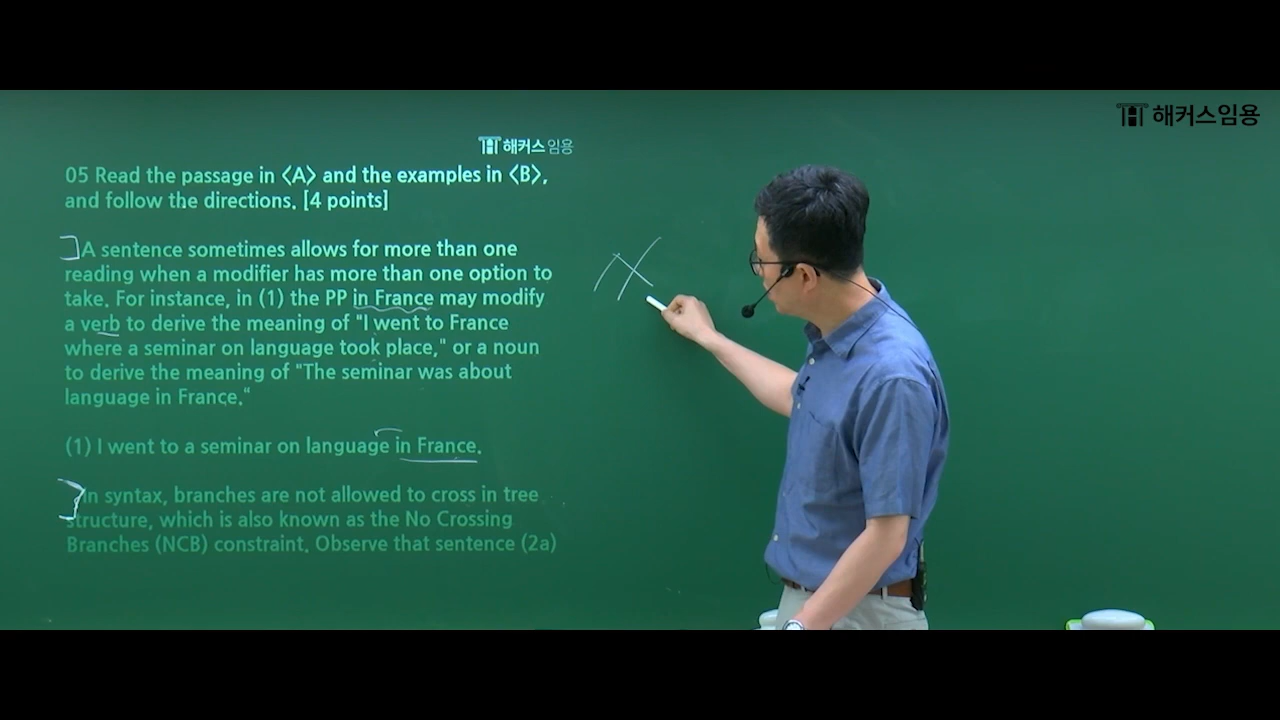 해커스임용
해커스임용
05 Read the passage in <A> and the examples in <B>,
and follow the directions. [4 points]
A sentence sometimes allows for more than one
reading when a modifier has more than one option to
take. For instance, in (1) the PP in France may modify
a verb to derive the meaning of "I went to France
where a seminar on language took place," or a noun
to derive the meaning of "The seminar was about
language in France."
(1) I went to a seminar on language in France.
In syntax, branches are not allowed to cross in tree
structure, which is also known as the No Crossing
Branches (NCB) constraint. Observe that sentence (2a)